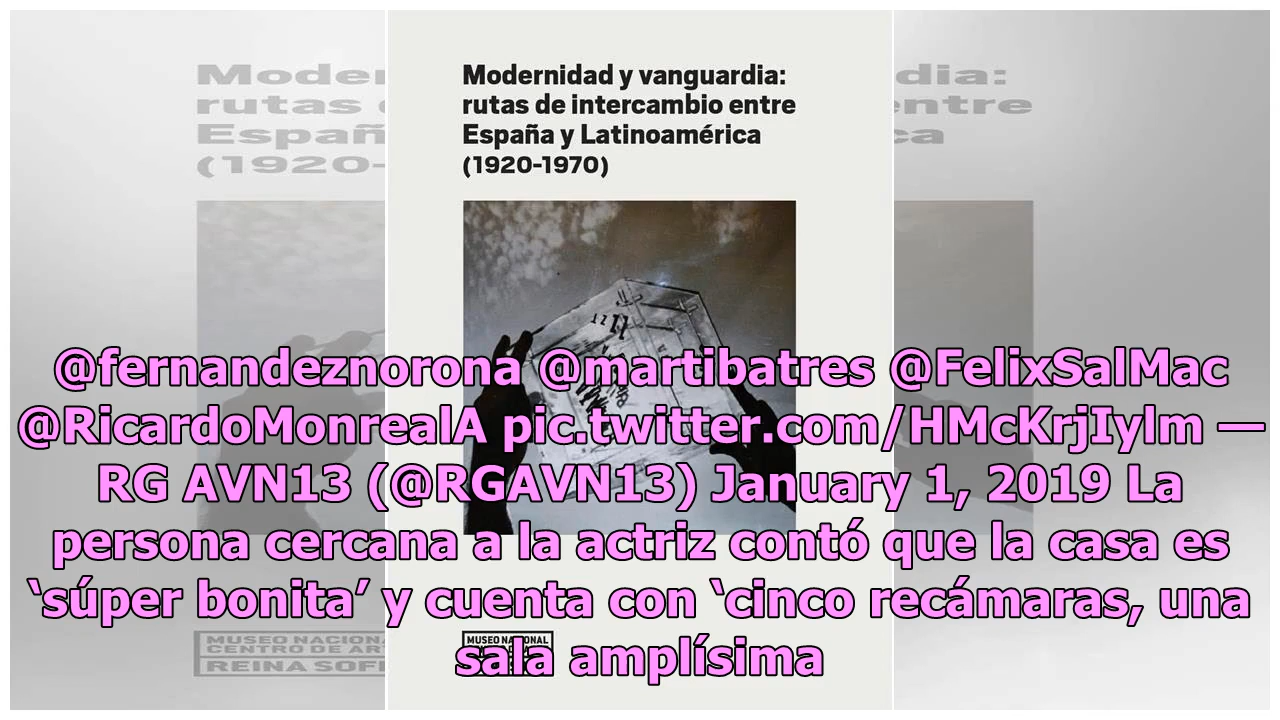 Modernidad y vanguardia:
rutas de intercambio entre
España y Latinoamérica
(1920-1970)
@fernandeznorona @martibatres @FelixSalMac
@RicardoMonrealA pic.twitter.com/HMcKrjIylm —
RG AVN13 (@RGAVN13) January 1, 2019 La
persona cercana a la actriz contó que la casa es
‘súper bonita’ y cuenta con ‘cinco recámaras, una
sala amplísima
MUSEO NACIONAL